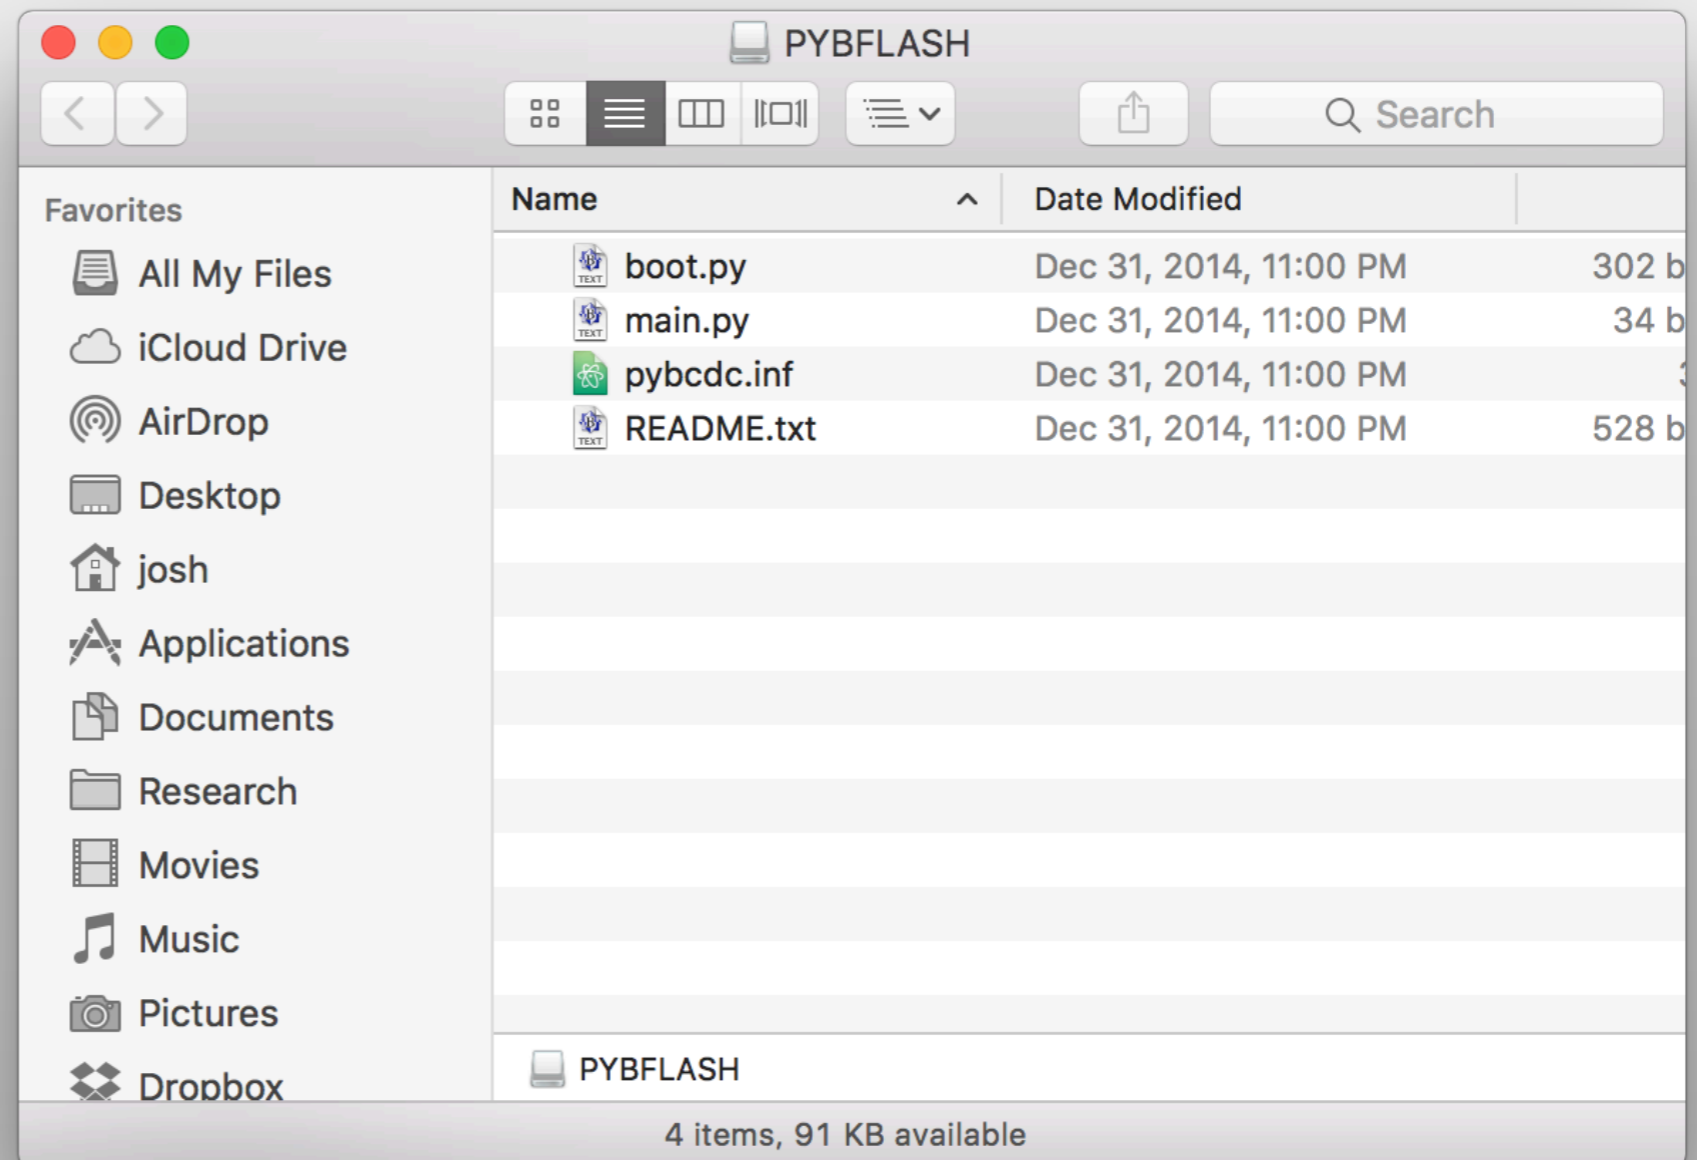 PYBFLASH
Search
Favorites
All My Files
iCloud Drive
AirDrop
Desktop
josh
Applications
Documents
Research
Movies
Music
Pictures
Dropbox
Name Date Modified
TEXT boot.py Dec 31, 2014, 11:00 PM 302 b
TEXT main.py Dec 31, 2014, 11:00 PM 34 b
pybcdc.inf Dec 31, 2014, 11:00 PM
TEXT README.txt Dec 31, 2014, 11:00 PM 528 b
PYBFLASH
4 items, 91 KB available